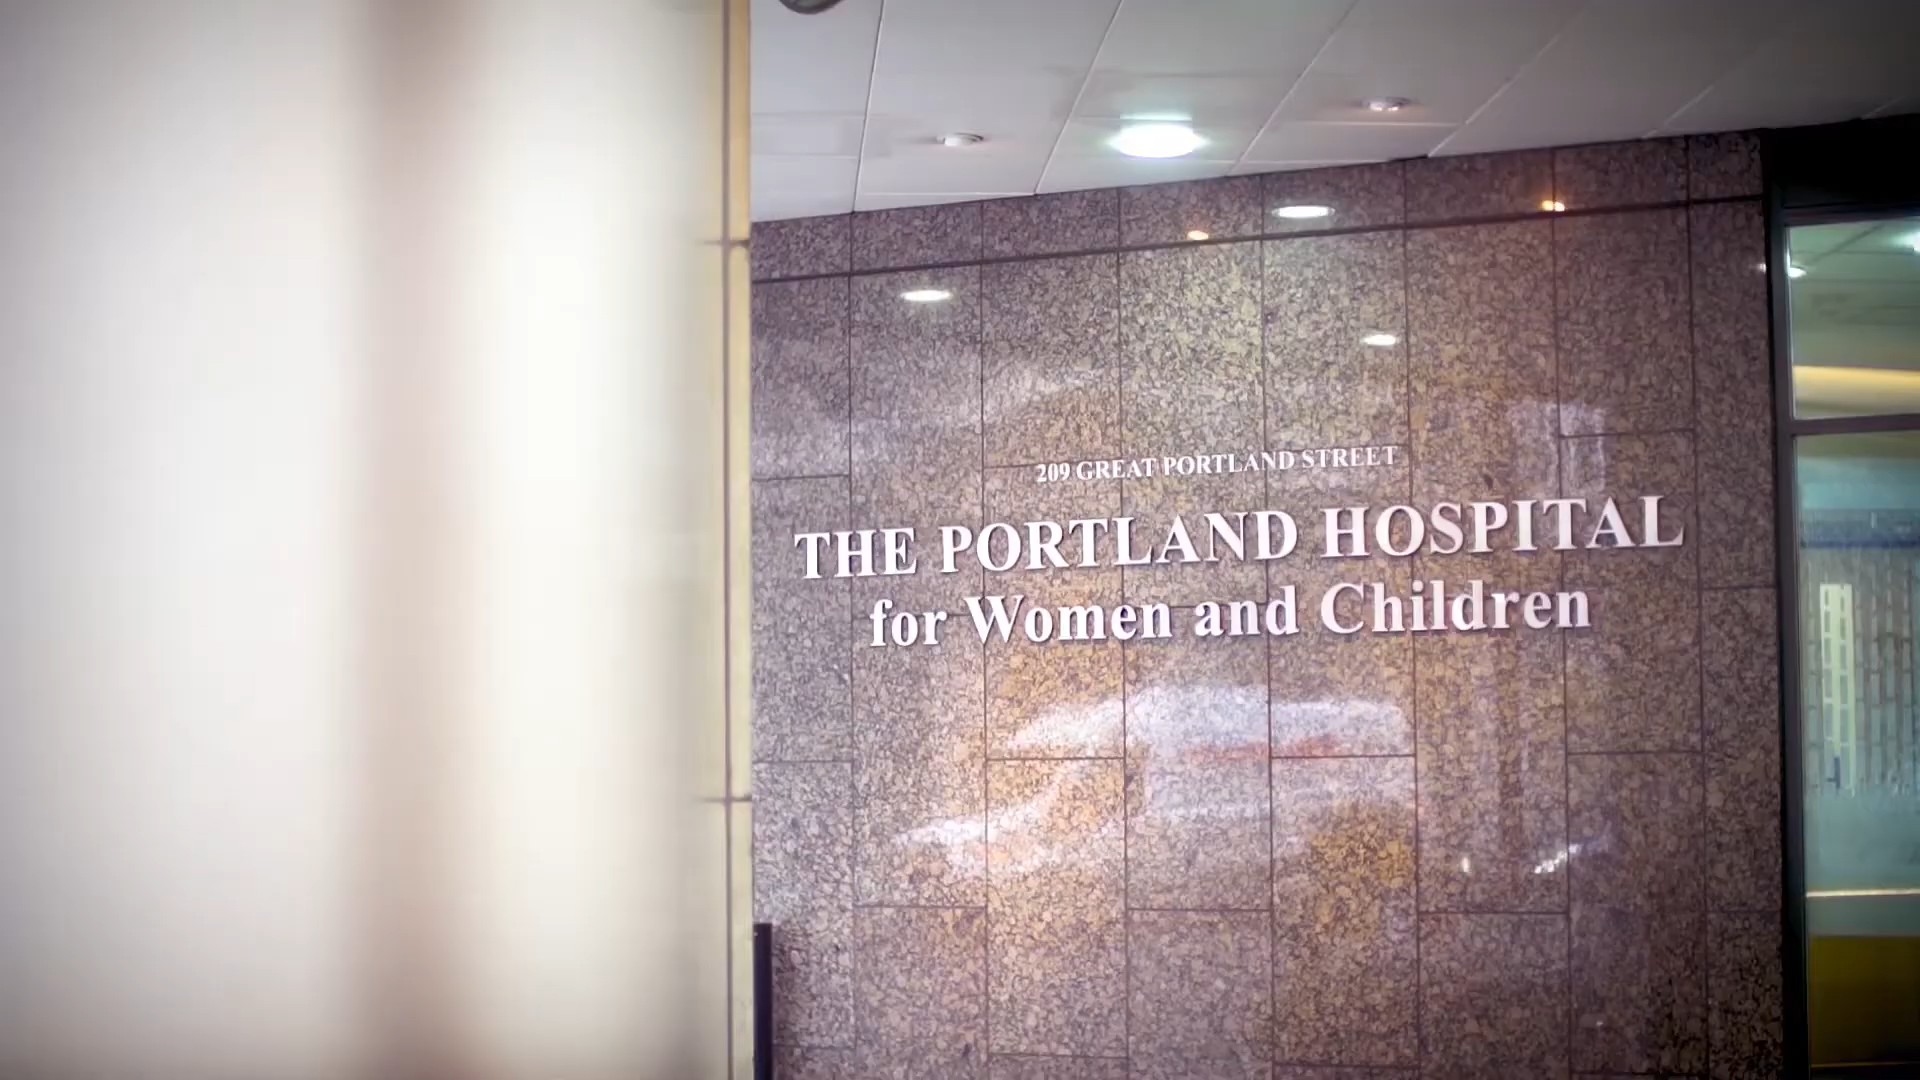 209 GREAT PORTLAND STREET
THE PORTLAND HOSPITAL
for Women and Children